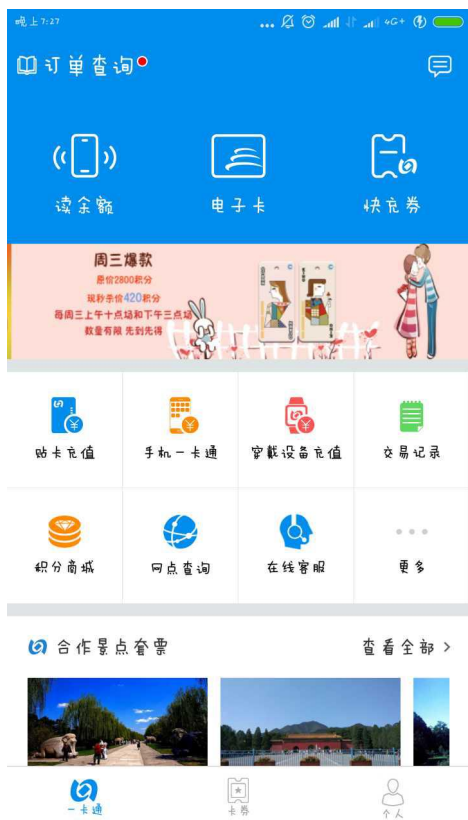 晚上7:27
4G+
订单查询
读余额
电子卡
快充券
周三爆款
原价2800积分
现秒杀价420积分
每周三上午十点场和下午三点场
数量有限 先到先得
贴卡充值
手机一卡通
穿戴设备充值
交易记录
积分商城
网点查询
在线客服
更多
合作景点套票
查看全部 >
一卡通
卡券
个人